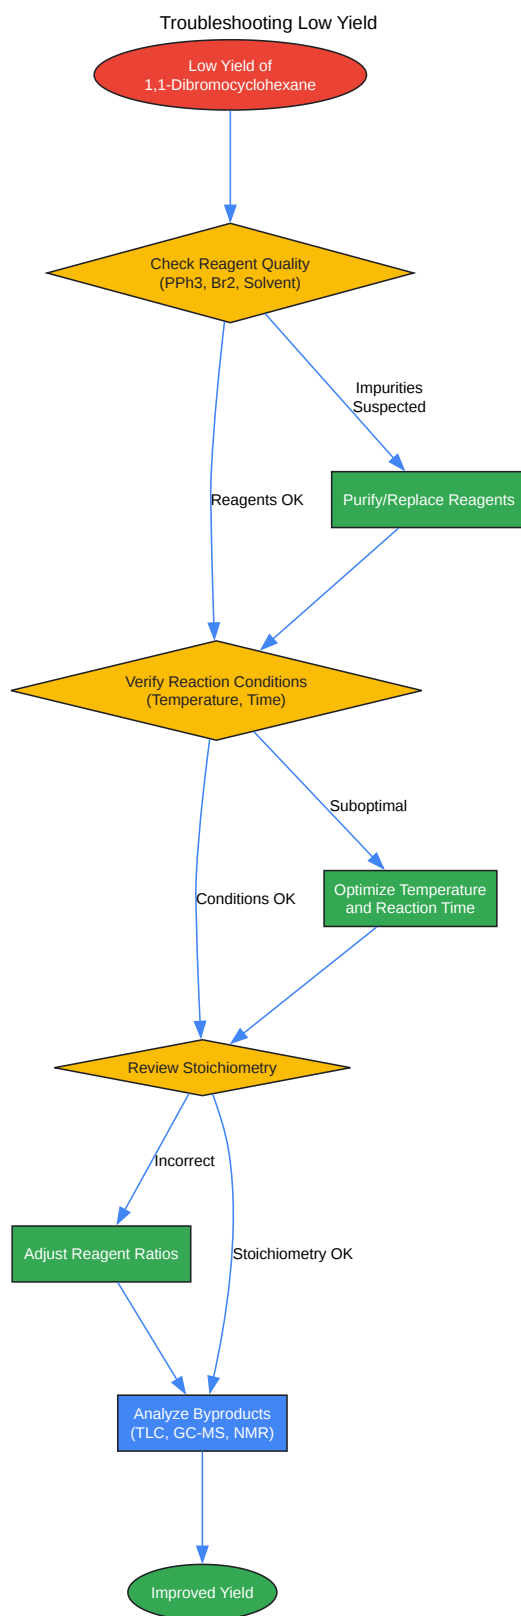 Troubleshooting Low Yield
Low Yield of
1,1-Dibromocyclohexane
Check Reagent Quality
(PPh3, Br2, Solvent)
Impurities
Suspected
Reagents OK
Purify/Replace Reagents
Verify Reaction Conditions
(Temperature, Time)
Suboptimal
Conditions OK
Optimize Temperature
and Reaction Time
Review Stoichiometry
Incorrect
Adjust Reagent Ratios
Stoichiometry OK
Analyze Byproducts
(TLC, GC-MS, NMR)
Improved Yield